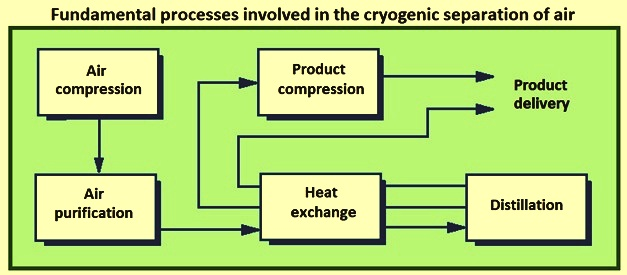 Fundamental processes involved in the cryogenic separation of air
Air
compression
Product
compression
Product
delivery
Air
purification
Heat
exchange
Distillation